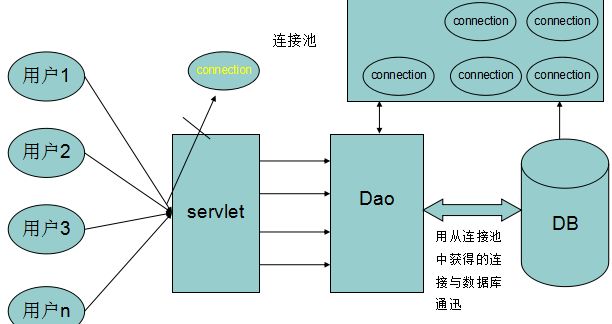 connection
connection
连接池
connection
connection
connection
connection
用户1
用户2
用户3
用户n
servlet
Dao
DB
用从连接池
中获得的连
接与数据库
通迅